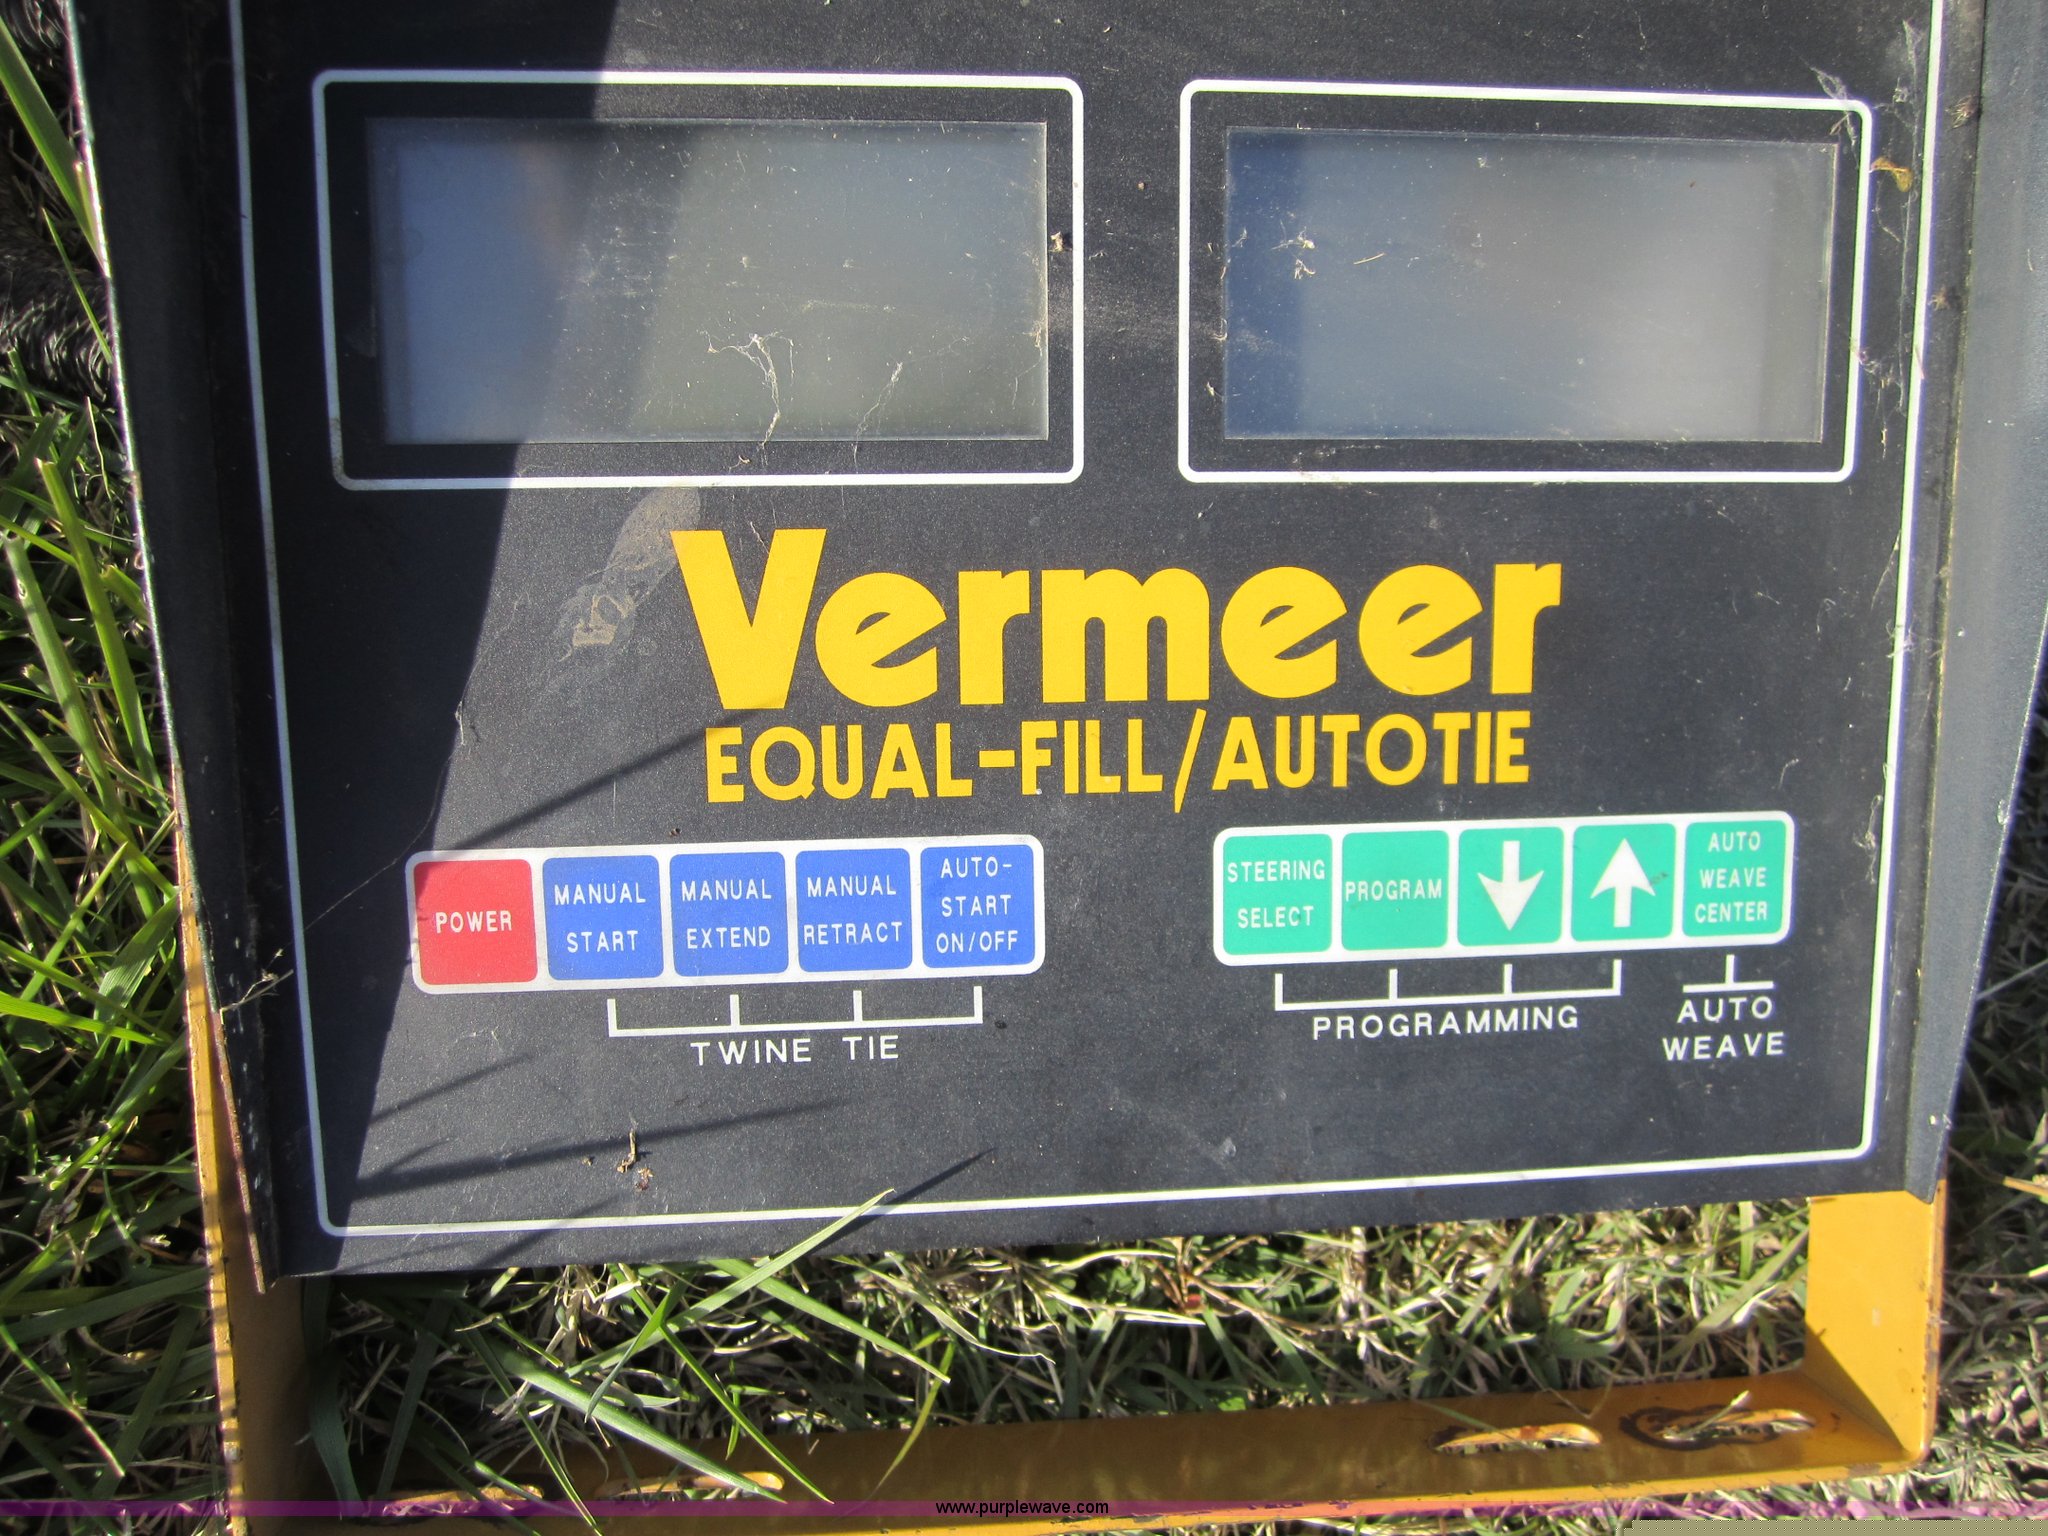 Vermeer
EQUAL-FILL/AUTOTIE
POWER
MANUAL
START
MANUAL
EXTEND
MANUAL
RETRACT
AUTO-
START
ON/OFF
TWINE TIE
STEERING
SELECT
PROGRAM
AUTO
WEAVE
CENTER
PROGRAMMING
AUTO
WEAVE
www.purplewave.com